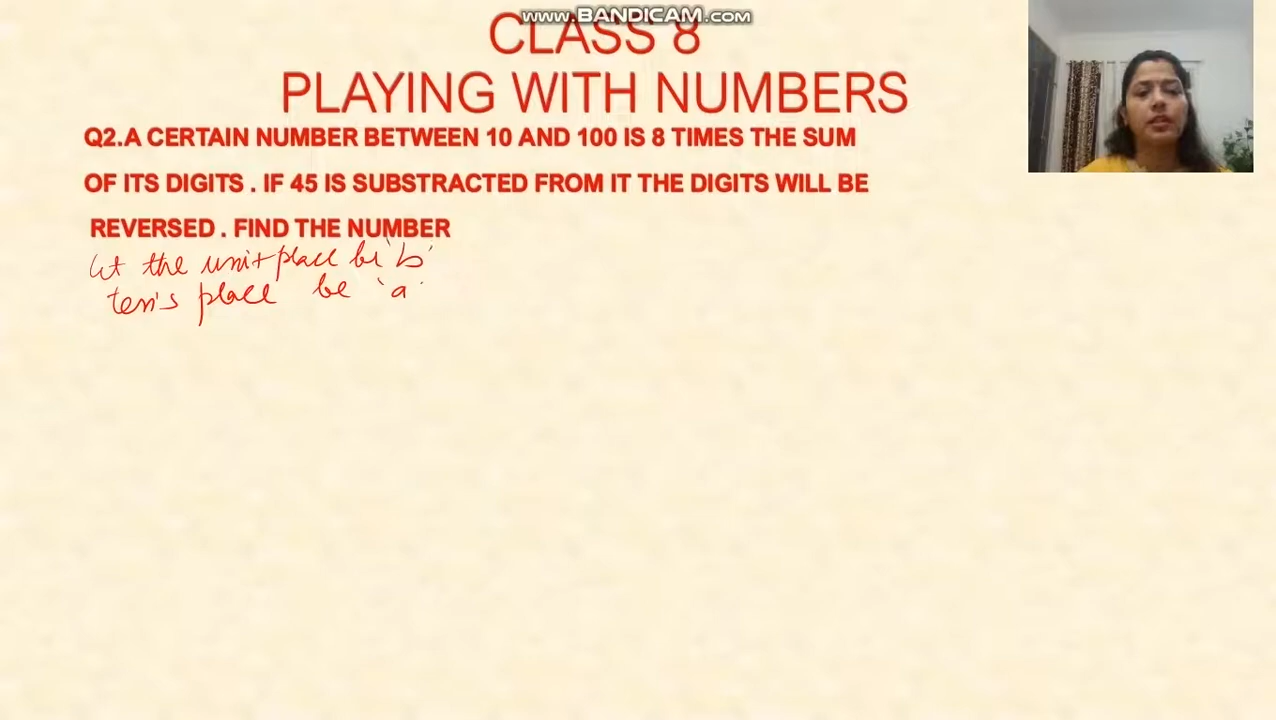 www.BANDICAM.com
CLASS 8
PLAYING WITH NUMBERS
Q2.A CERTAIN NUMBER BETWEEN 10 AND 100 IS 8 TIMES THE SUM
OF ITS DIGITS . IF 45 IS SUBSTRACTED FROM IT THE DIGITS WILL BE
REVERSED . FIND THE NUMBER
let the unit place be 'b'
ten's place be 'a'